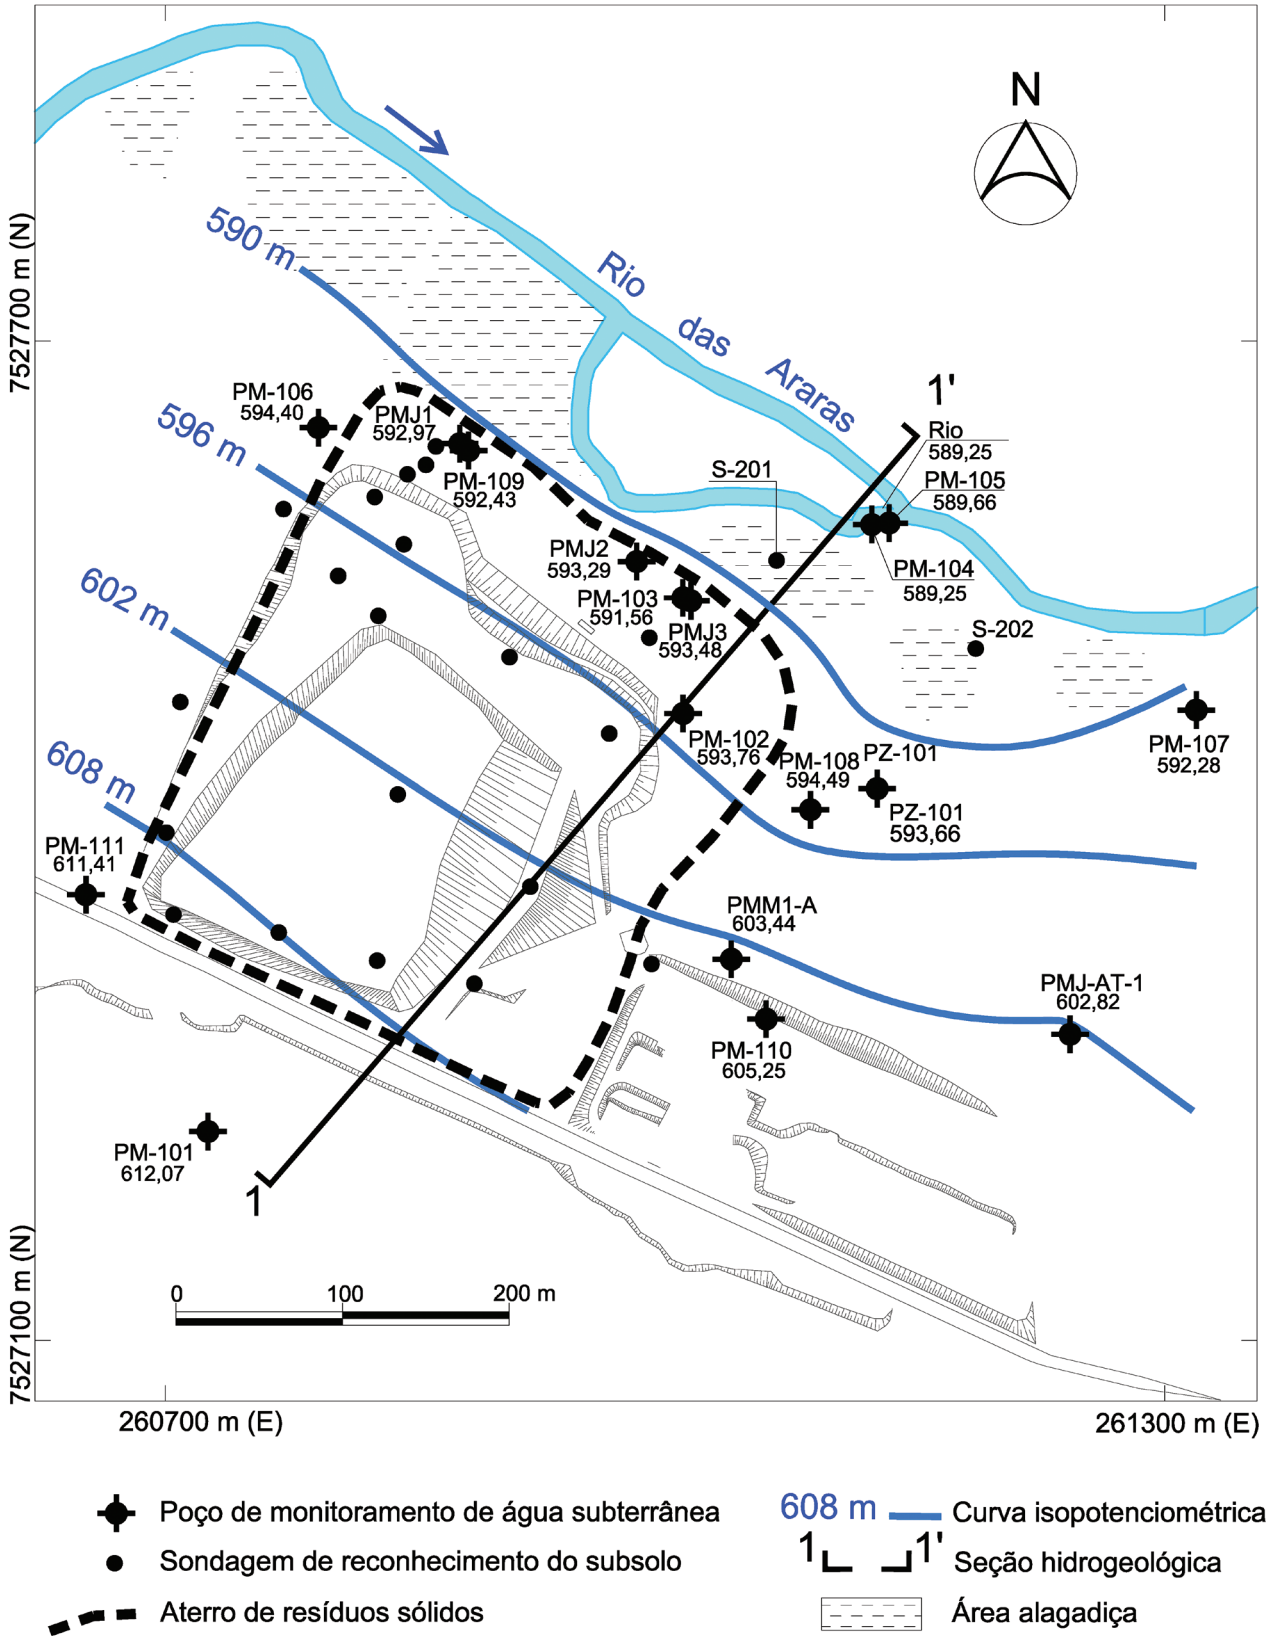 N
7527700 m (N)
590 m
Rio
das
Araras
1'
Rio
589,25
PM-106
594,40
PMJ1
592,97
596 m
PM-109
592,43
S-201
PM-105
589,66
PMJ2
593,29
PM-104
589,25
PM-103
591,56
PMJ3
593,48
602 m
S-202
PM-102
593,76
PM-107
592,28
608 m
PM-108
594,49
PZ-101
PZ-101
593,66
PM-111
611,41
PMM1-A
603,44
PMJ-AT-1
602,82
PM-110
605,25
PM-101
612,07
1
7527100 m (N)
0 100 200 m
260700 m (E)
261300 m (E)
Poço de monitoramento de água subterrânea
Sondagem de reconhecimento do subsolo
Aterro de resíduos sólidos
608 m Curva isopotenciométrica
1 1' Seção hidrogeológica
Área alagadiça